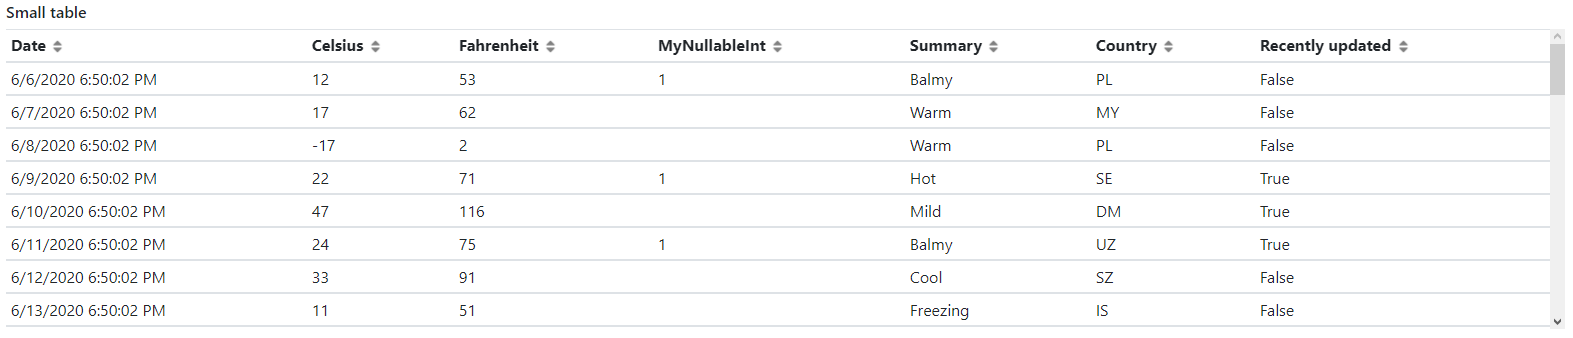 Small table
Date Celsius Fahrenheit MyNullableInt Summary Country Recently updated
6/6/2020 6:50:02 PM 12 53 1 Balmy PL False
6/7/2020 6:50:02 PM 17 62 Warm MY False
6/8/2020 6:50:02 PM -17 2 Warm PL False
6/9/2020 6:50:02 PM 22 71 1 Hot SE True
6/10/2020 6:50:02 PM 47 116 Mild DM True
6/11/2020 6:50:02 PM 24 75 1 Balmy UZ True
6/12/2020 6:50:02 PM 33 91 Cool SZ False
6/13/2020 6:50:02 PM 11 51 Freezing IS False